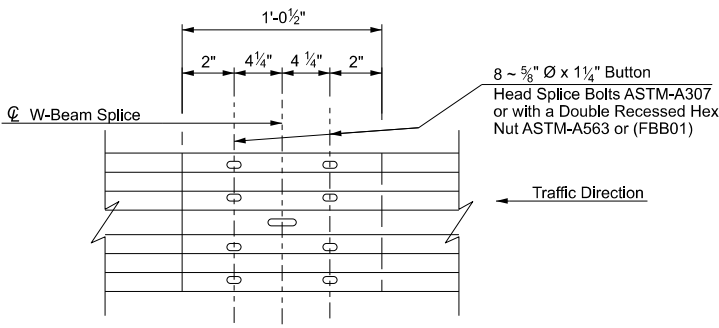 1'-0½"
2" 4¼" 4 ¼" 2"
8 ~ ⅝" Ø x 1¼" Button
Head Splice Bolts ASTM-A307
or with a Double Recessed Hex
Nut ASTM-A563 or (FBB01)
℄ W-Beam Splice
Traffic Direction